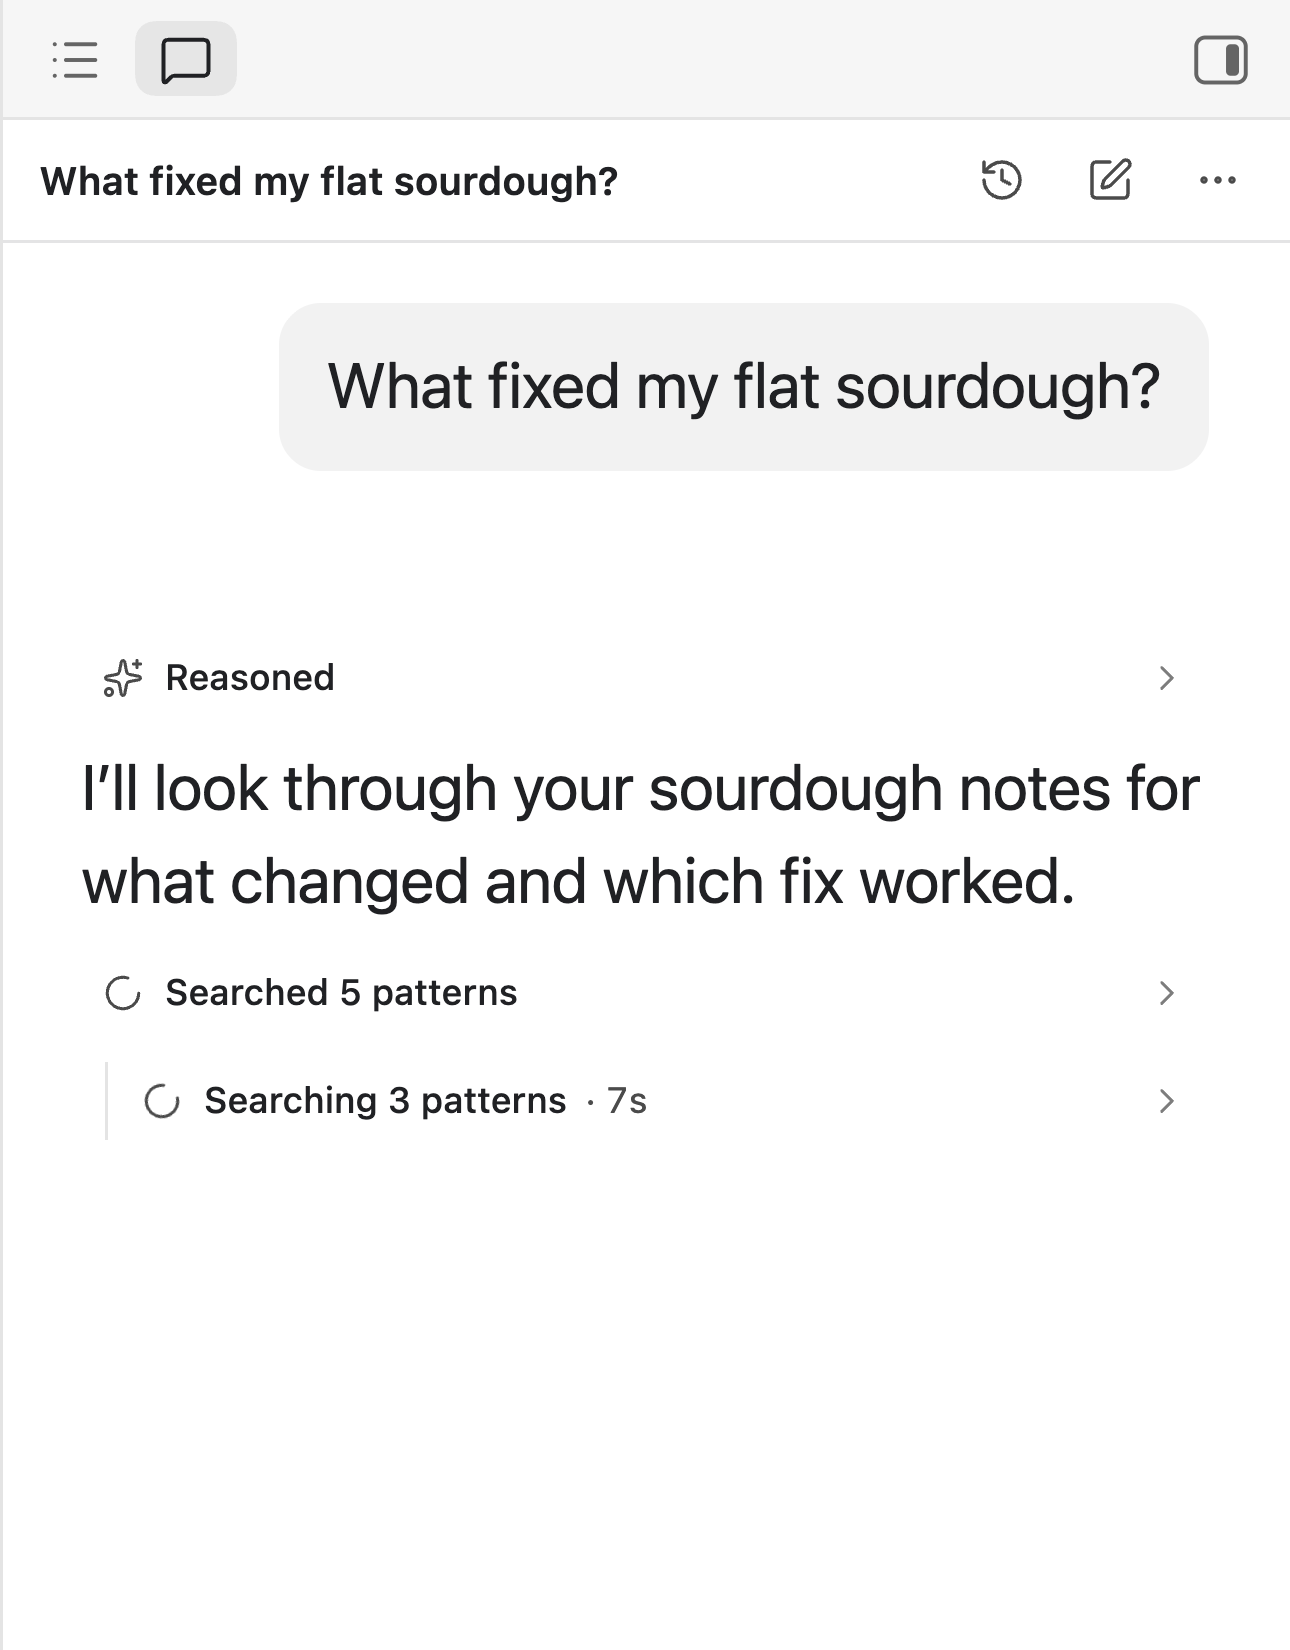 What fixed my flat sourdough?
What fixed my flat sourdough?
Reasoned
I’ll look through your sourdough notes for
what changed and which fix worked.
Searched 5 patterns
Searching 3 patterns · 7s